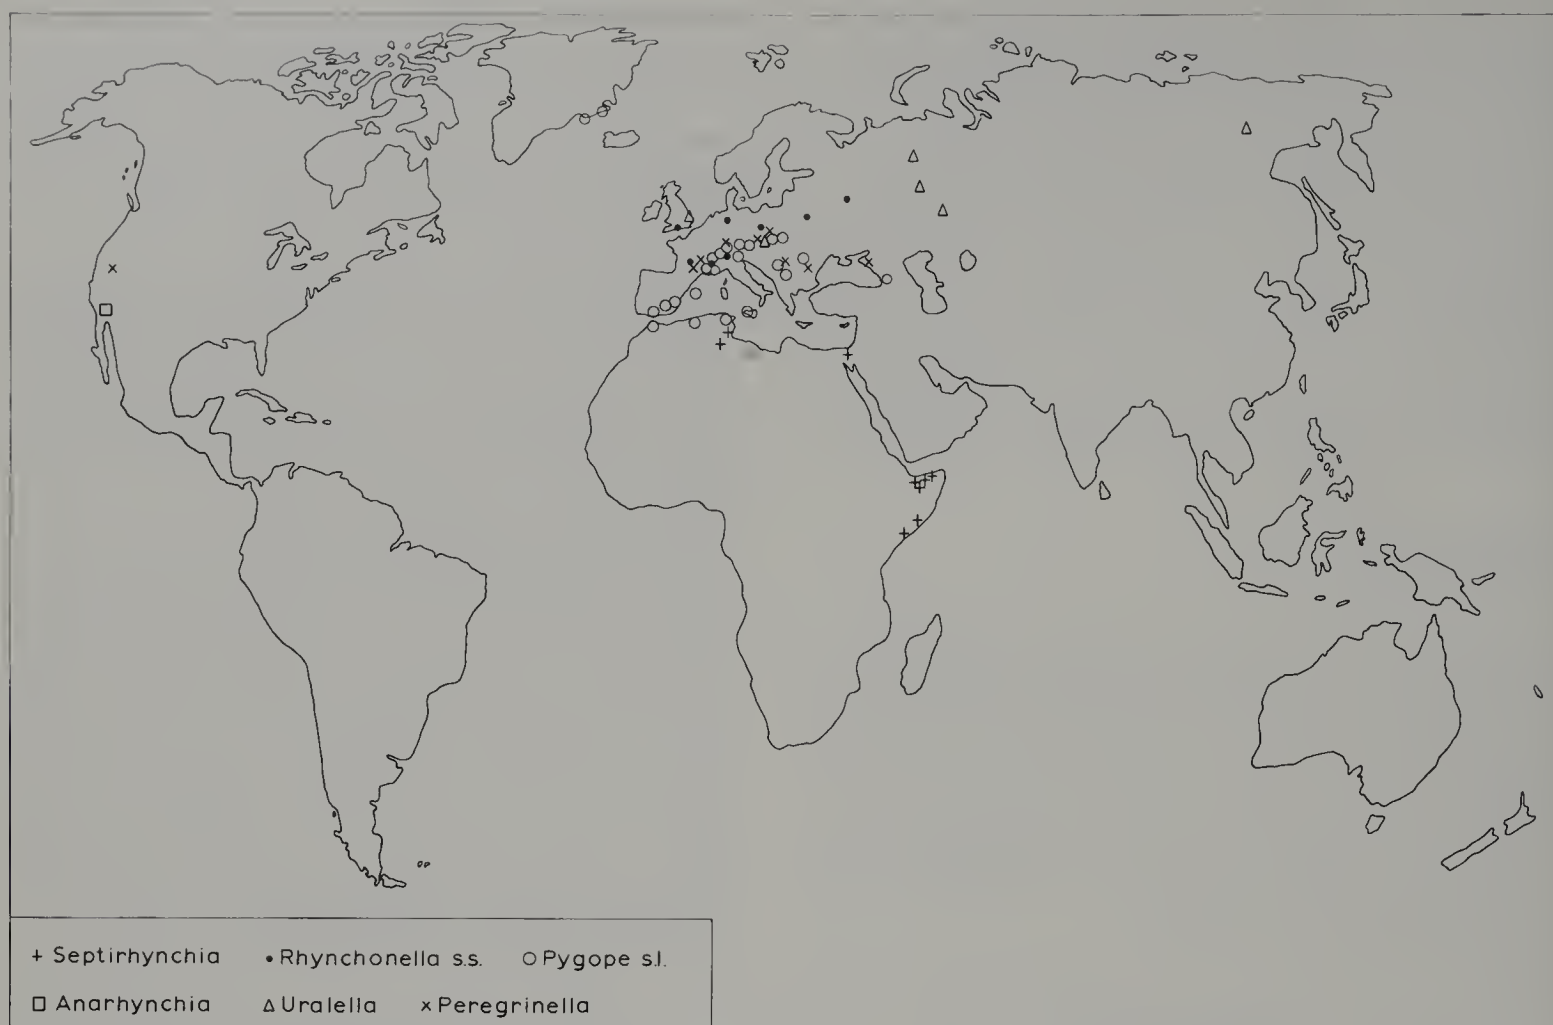 + Septirhynchia • Rhynchonella s.s. ○ Pygope s.l.
□ Anarhynchia △ Uralella × Peregrinella